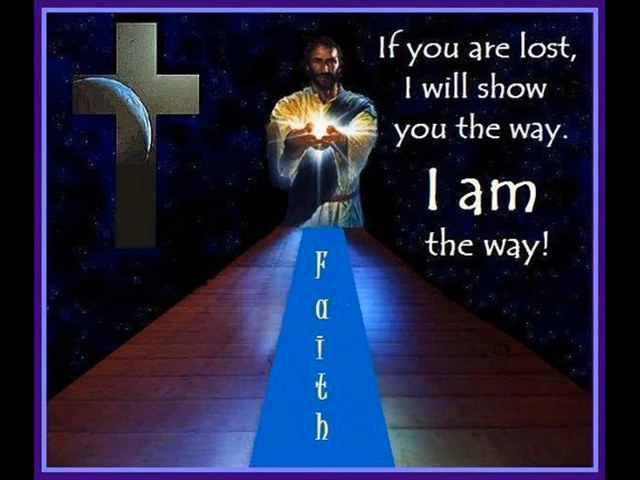 If you are lost,
I will show
you the way.
I am
the way!
Faith